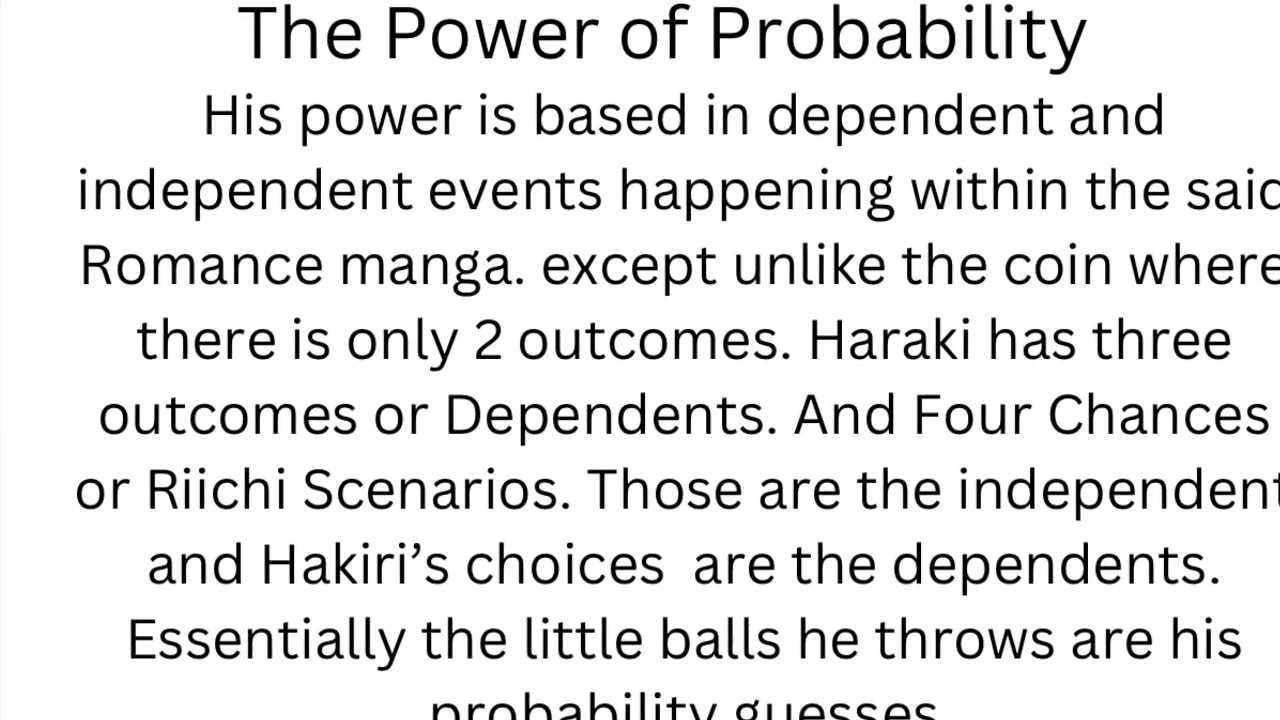 The Power of Probability
His power is based in dependent and
independent events happening within the said
Romance manga. except unlike the coin where
there is only 2 outcomes. Haraki has three
outcomes or Dependents. And Four Chances
or Riichi Scenarios. Those are the independent
and Hakiri’s choices  are the dependents.
Essentially the little balls he throws are his
probability guesses